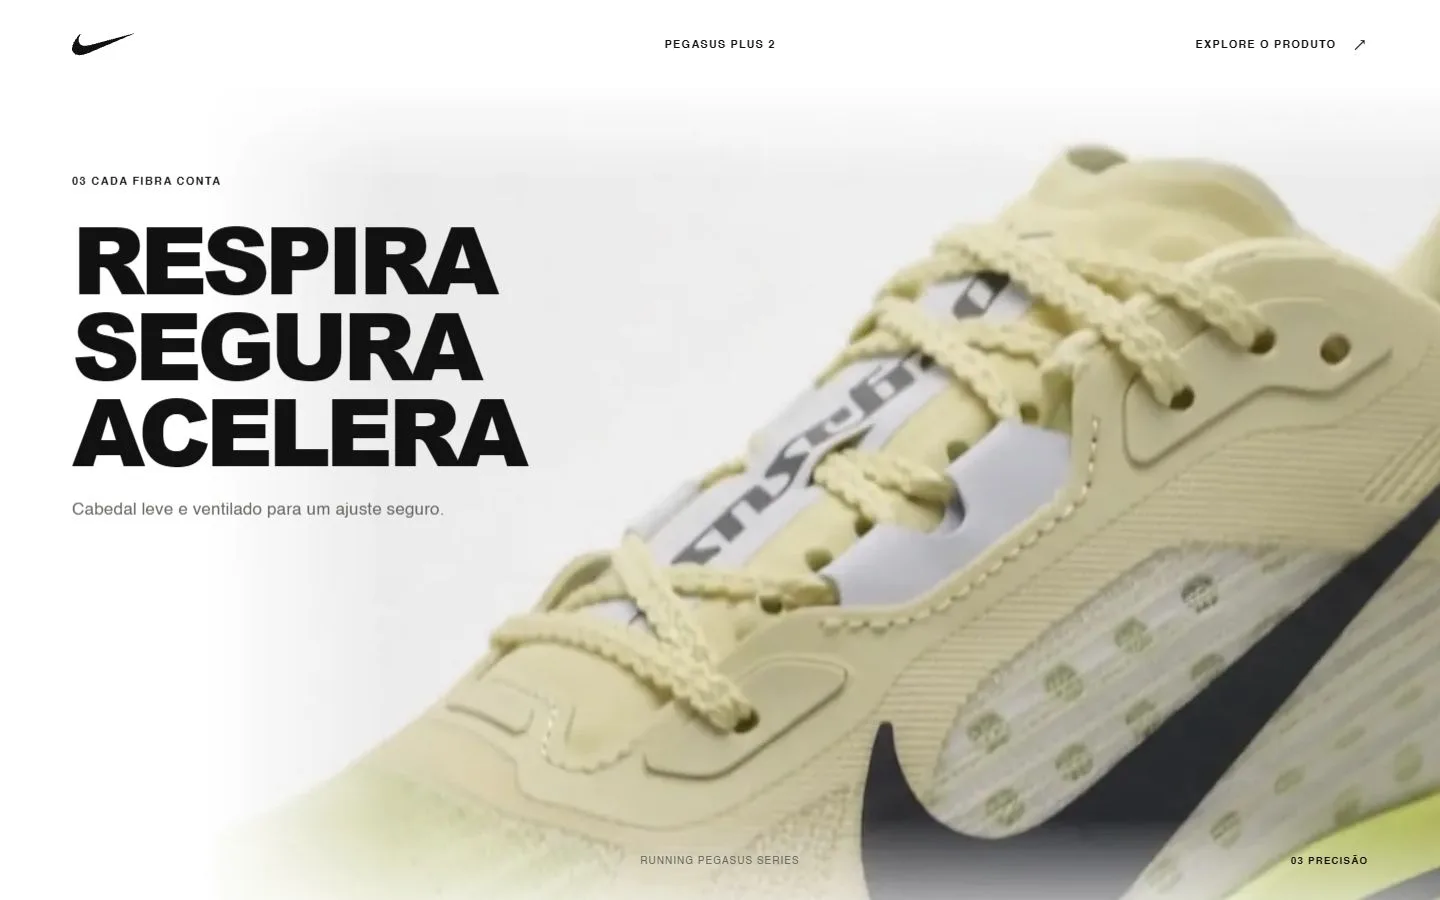 PEGASUS PLUS 2
EXPLORE O PRODUTO ↗
03 CADA FIBRA CONTA
RESPIRA
SEGURA
ACELERA
Cabedal leve e ventilado para um ajuste seguro.
RUNNING PEGASUS SERIES
03 PRECISÃO